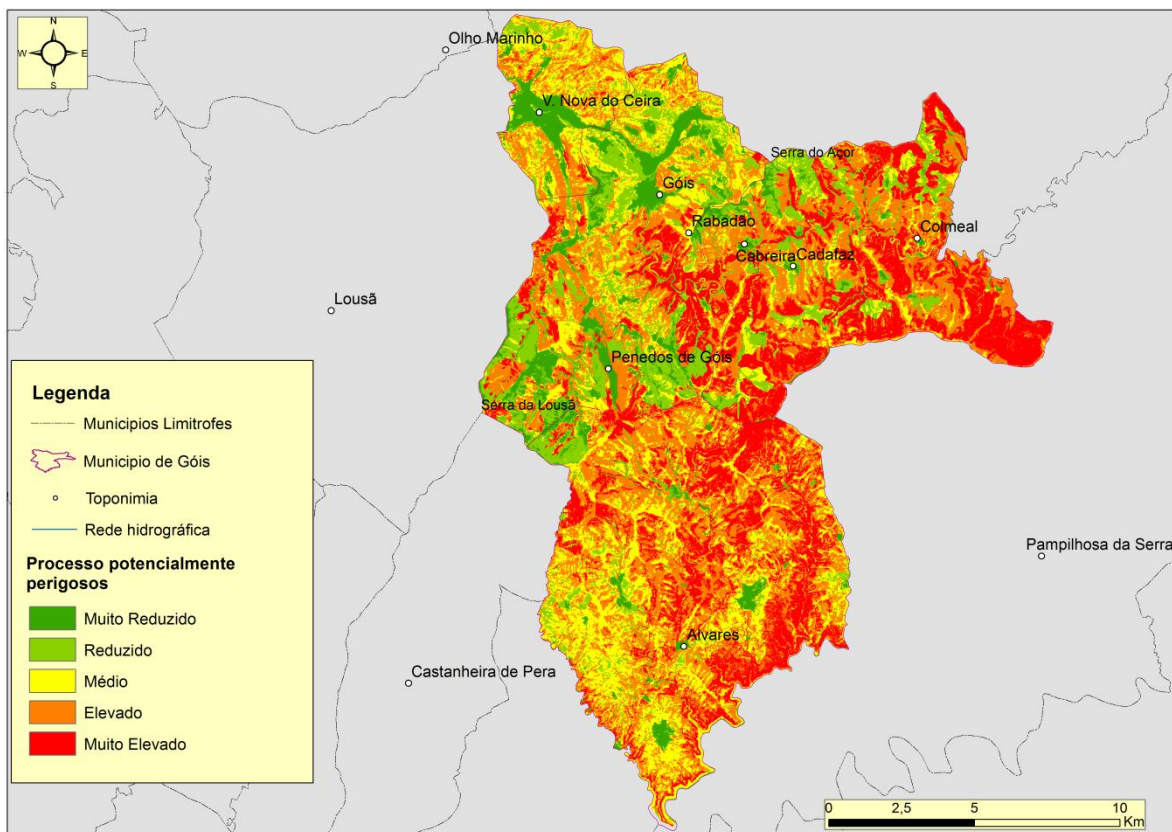 N
W E
S
Olho Marinho
V. Nova do Ceira
Serra do Açor
Góis
Rabadão
Colmeal
Cabreira
Cadafaz
Lousã
Penedos de Góis
Serra da Lousã
Legenda
Municipios Limitrofes
Municipio de Góis
Toponimia
Rede hidrográfica
Processo potencialmente
perigosos
Muito Reduzido
Reduzido
Médio
Elevado
Muito Elevado
Pampilhosa da Serra
Alvares
Castanheira de Pera
0 2,5 5 10
Km